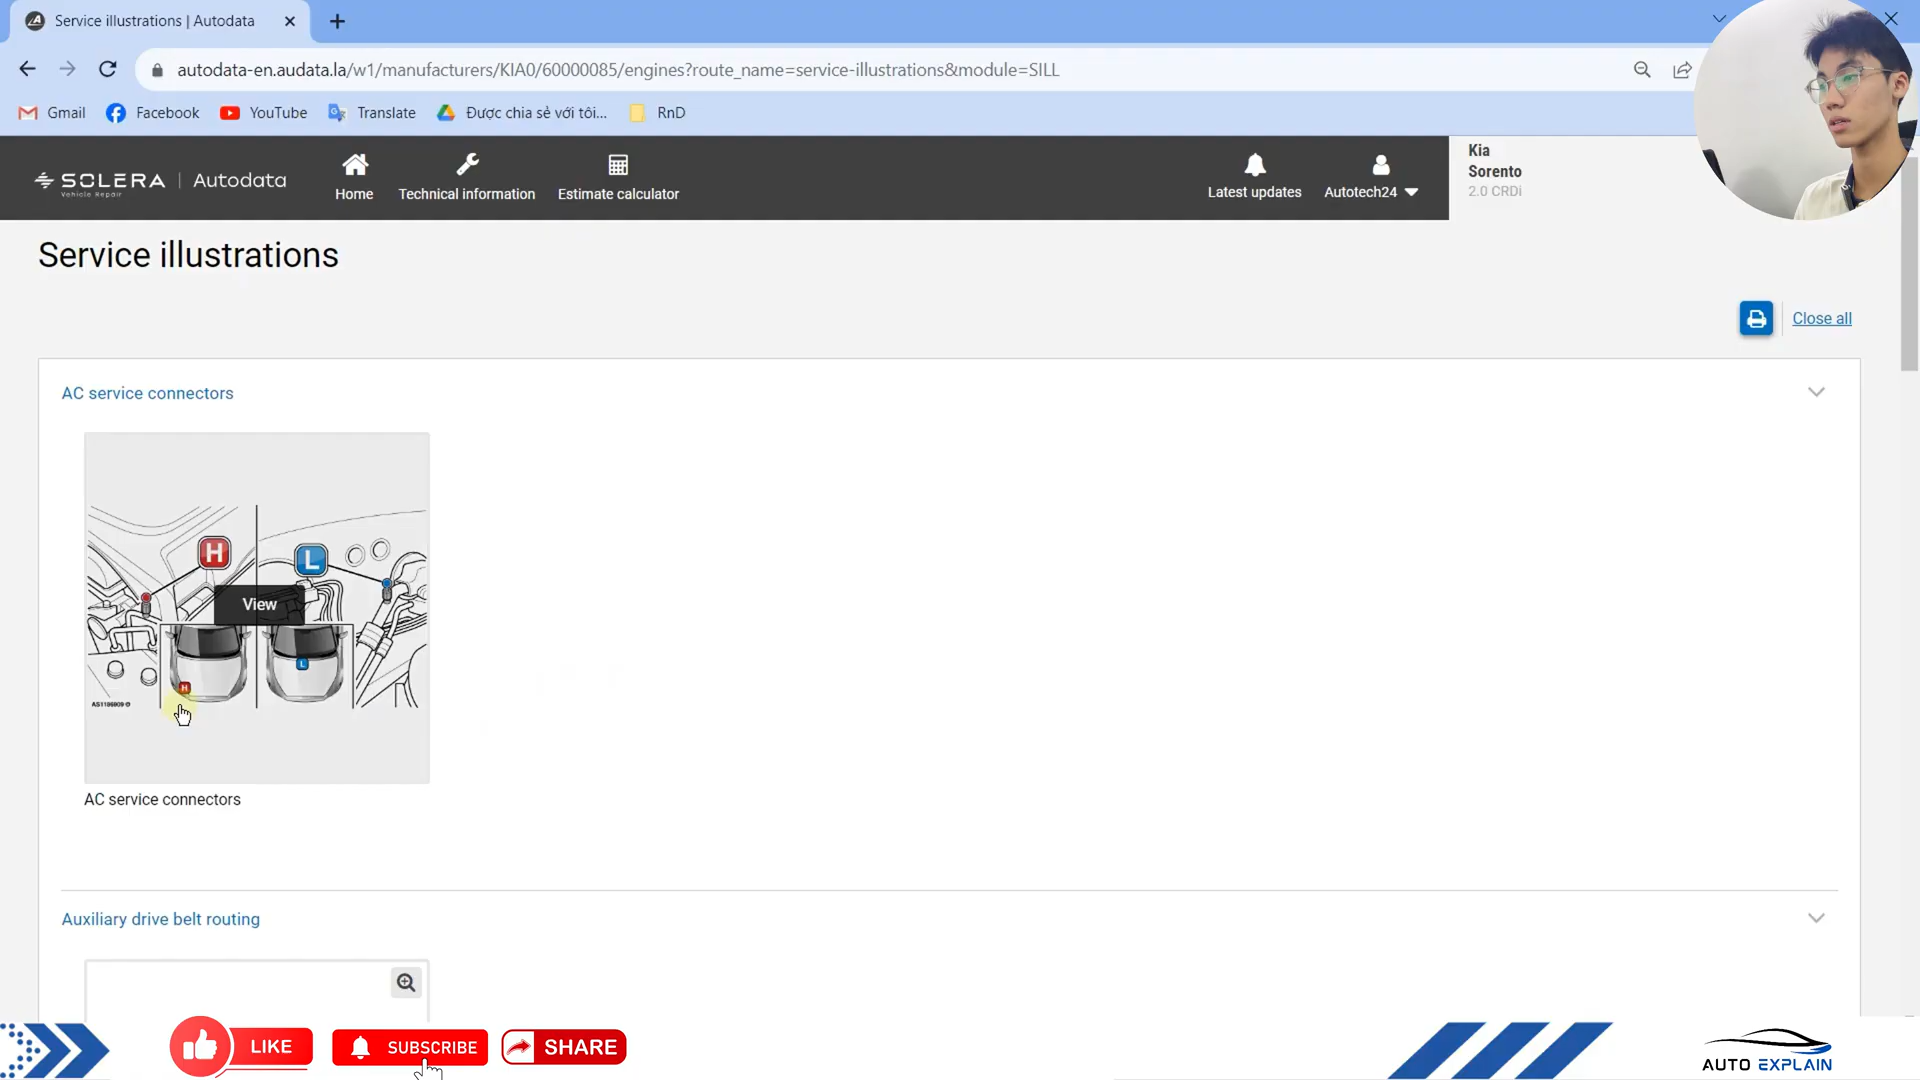 Service illustrations | Autodata
autodata-en.audata.la/w1/manufacturers/KIA0/60000085/engines?route_name=service-illustrations&module=SILL
Gmail
Facebook
YouTube
Translate
Được chia sẻ với tôi...
RnD
SOLERA
Vehicle Repair
Autodata
Home
Technical information
Estimate calculator
Latest updates
Autotech24
Kia
Sorento
2.0 CRDi
Service illustrations
Close all
AC service connectors
H
L
View
L
H
AS1196909
AC service connectors
Auxiliary drive belt routing
LIKE
SUBSCRIBE
SHARE
AUTO EXPLAIN